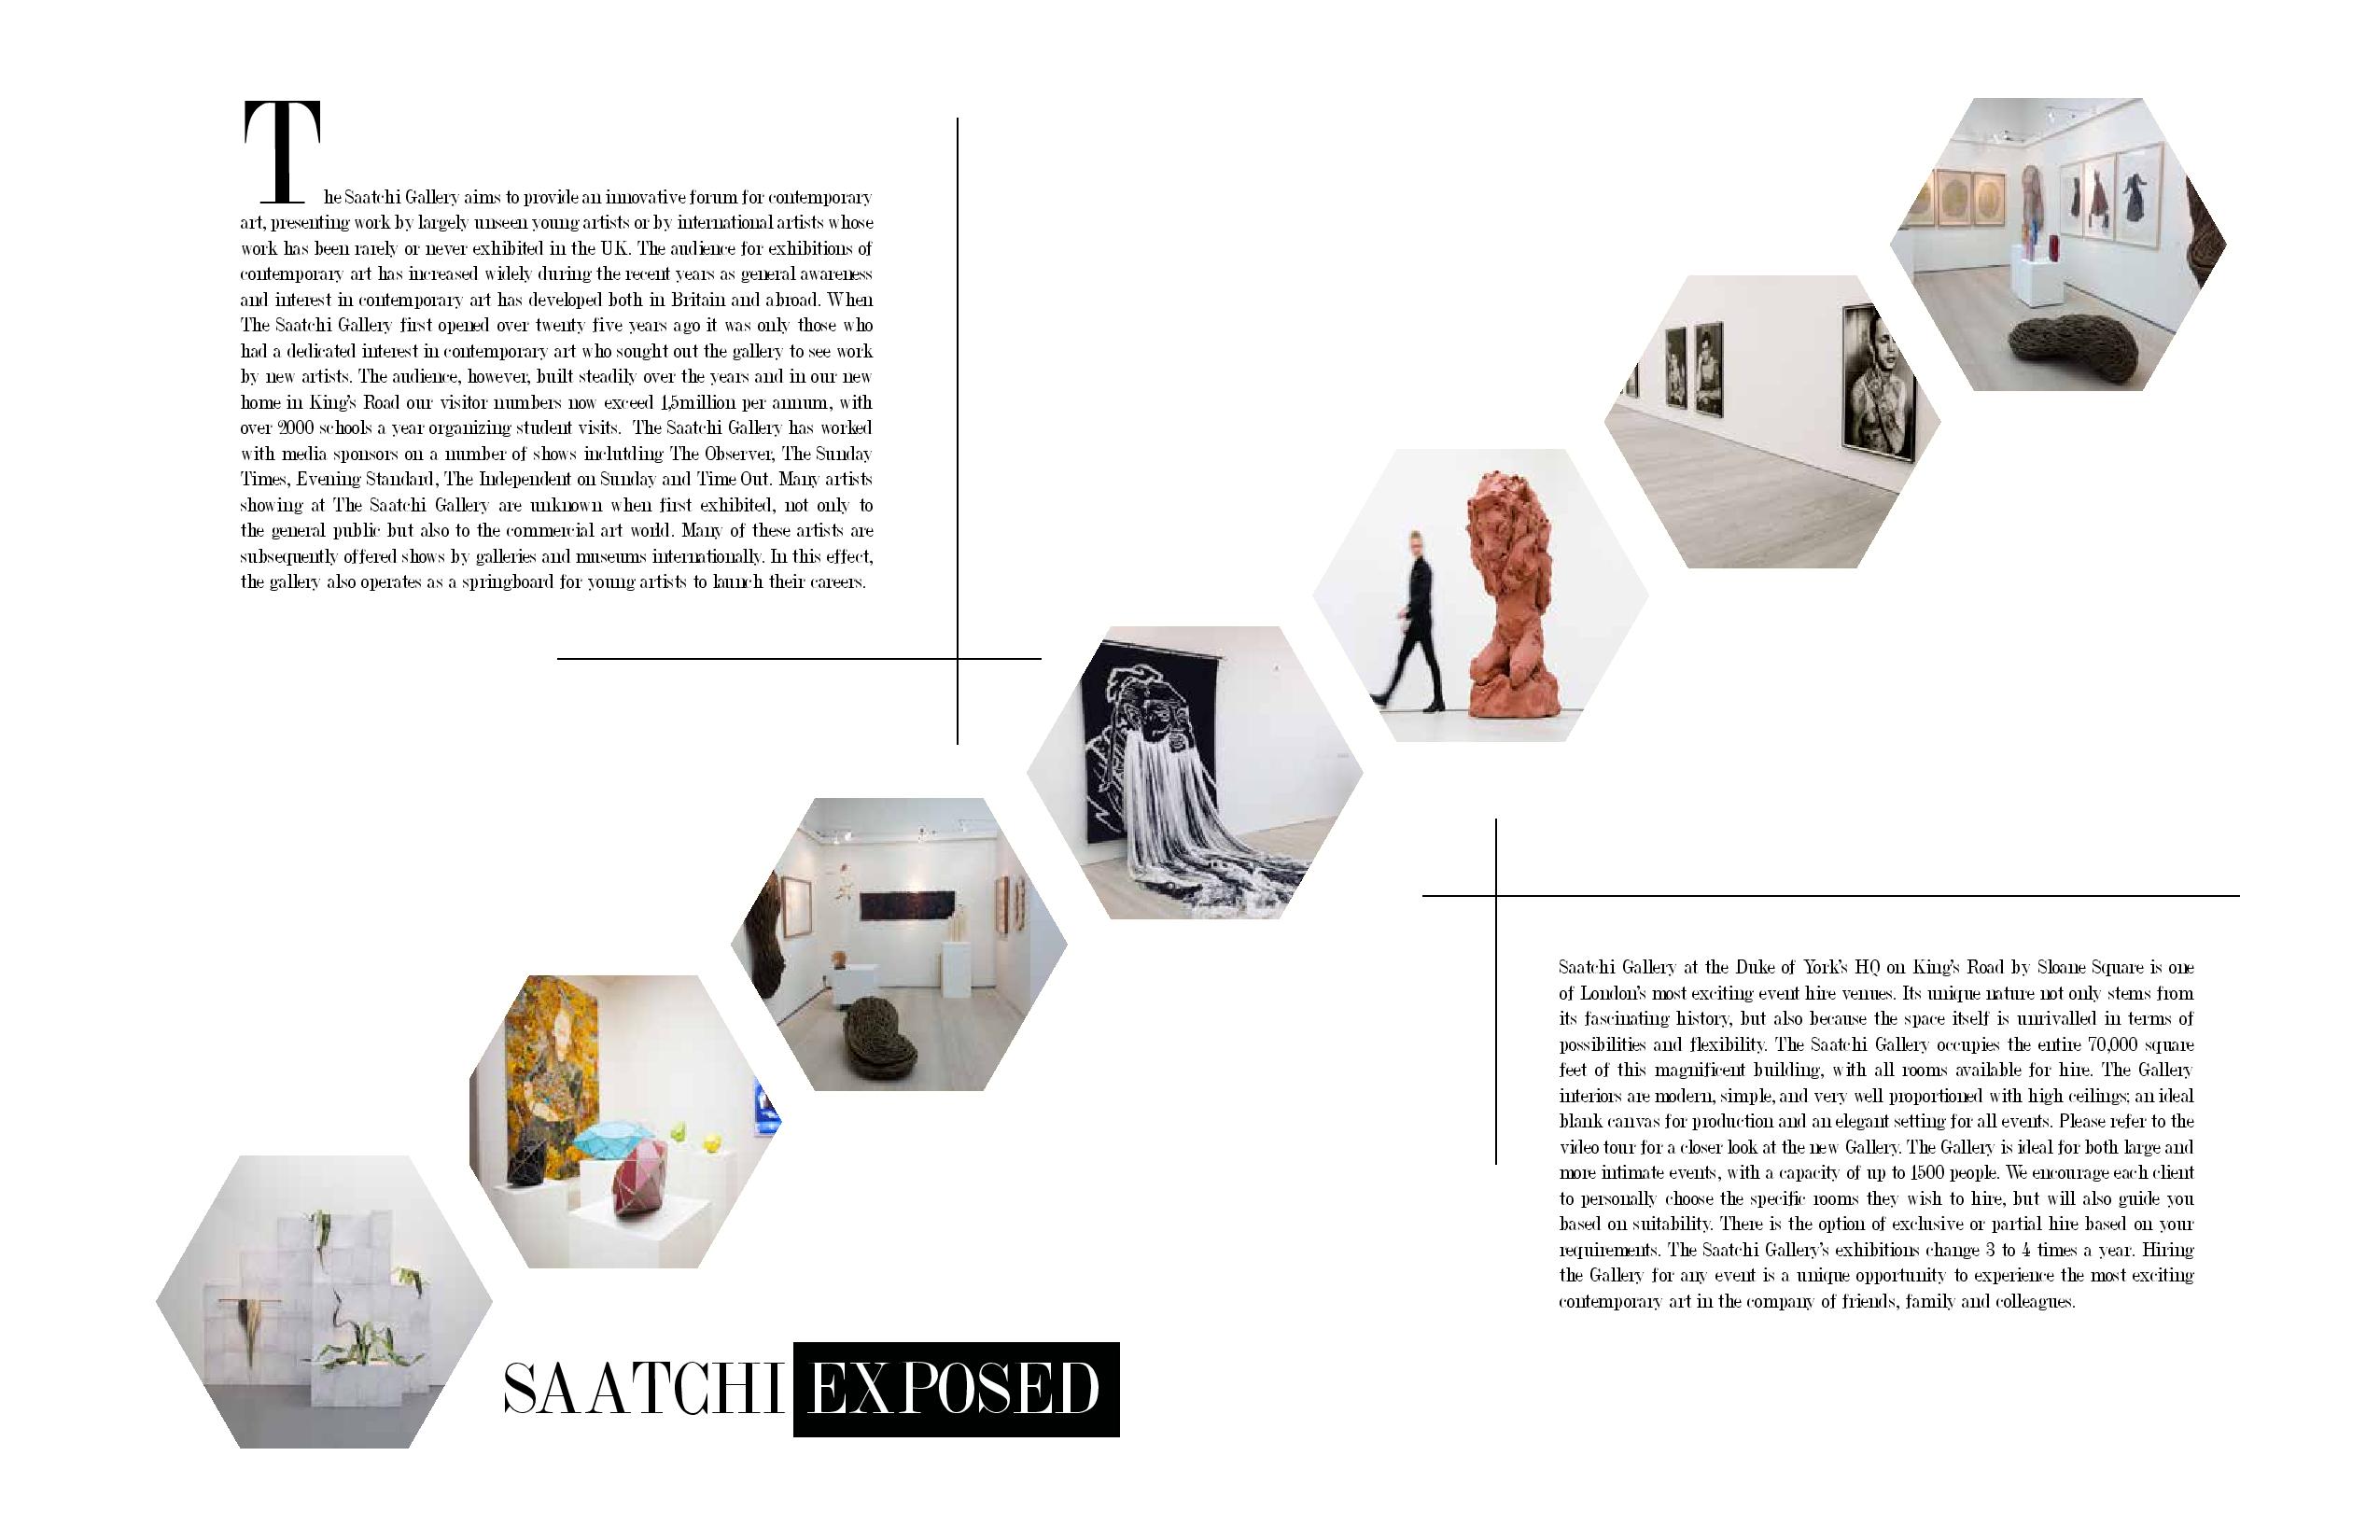 The Saatchi Gallery aims to provide an innovative forum for contemporary
art, presenting work by largely unseen young artists or by international artists whose
work has been rarely or never exhibited in the UK. The audience for exhibitions of
contemporary art has increased widely during the recent years as general awareness
and interest in contemporary art has developed both in Britain and abroad. When
The Saatchi Gallery first opened over twenty five years ago it was only those who
had a dedicated interest in contemporary art who sought out the gallery to see work
by new artists. The audience, however, built steadily over the years and in our new
home in King's Road our visitor numbers now exceed 1,5million per annum, with
over 2000 schools a year organizing student visits. The Saatchi Gallery has worked
with media sponsors on a number of shows inclutding The Observer, The Sunday
Times, Evening Standard, The Independent on Sunday and Time Out. Many artists
showing at The Saatchi Gallery are unknown when first exhibited, not only to
the general public but also to the commercial art world. Many of these artists are
subsequently offered shows by galleries and museums internationally. In this effect,
the gallery also operates as a springboard for young artists to launch their careers.
Saatchi Gallery at the Duke of York's HQ on King's Road by Sloane Square is one
of London's most exciting event hire venues. Its unique nature not only stems from
its fascinating history, but also because the space itself is unrivalled in terms of
possibilities and flexibility. The Saatchi Gallery occupies the entire 70,000 square
feet of this magnificent building, with all rooms available for hire. The Gallery
interiors are modern, simple, and very well proportioned with high ceilings; an ideal
blank canvas for production and an elegant setting for all events. Please refer to the
video tour for a closer look at the new Gallery. The Gallery is ideal for both large and
more intimate events, with a capacity of up to 1500 people. We encourage each client
to personally choose the specific rooms they wish to hire, but will also guide you
based on suitability. There is the option of exclusive or partial hire based on your
requirements. The Saatchi Gallery's exhibitions change 3 to 4 times a year. Hiring
the Gallery for any event is a unique opportunity to experience the most exciting
contemporary art in the company of friends, family and colleagues.
SAATCHI EXPOSED